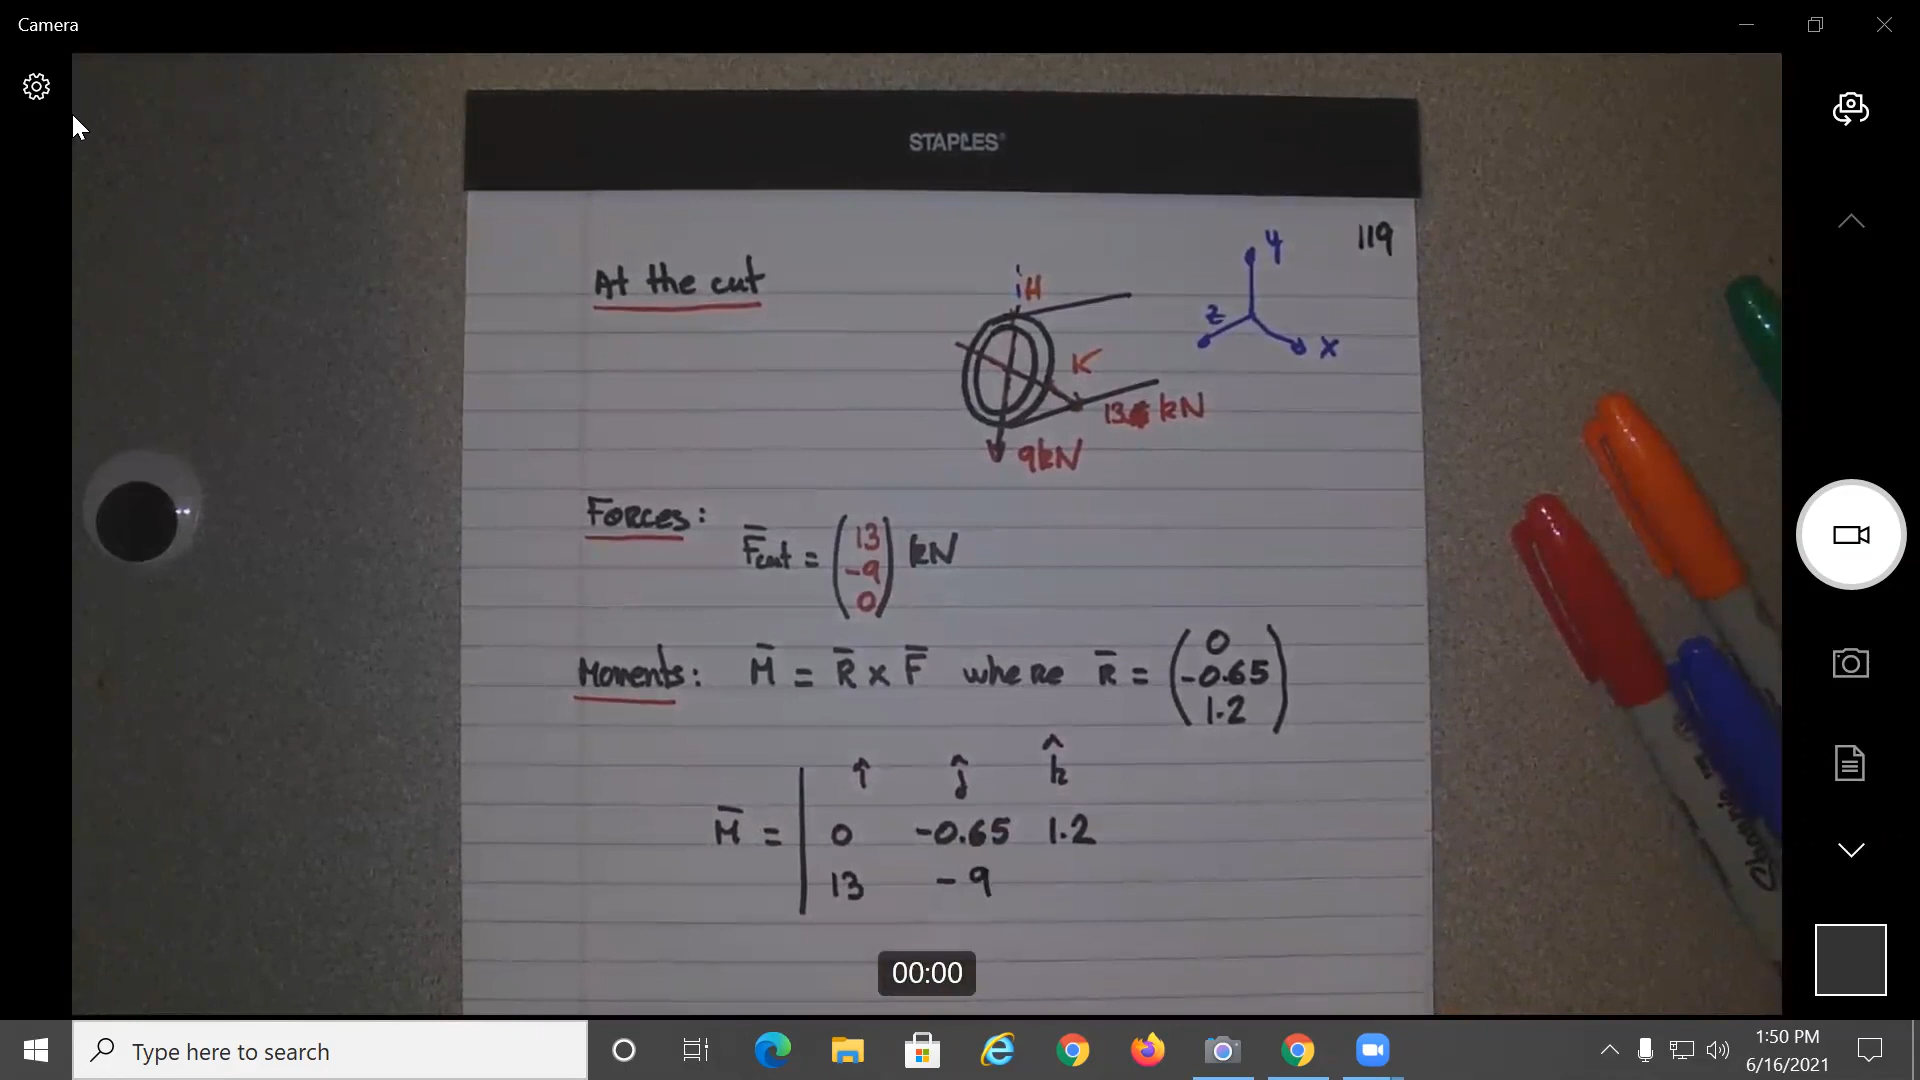 Camera
STAPLES
119
At the cut
H
y
z
x
K
13 kN
9kN
Forces:
F̄cut = (13 -9 0) kN
Moments: M̄ = R̄ x F̄ where R̄ = (0 -0.65 1.2)
î ĵ k̂
M̄ = | 0 -0.65 1.2
13 -9
00:00
Type here to search
1:50 PM
6/16/2021